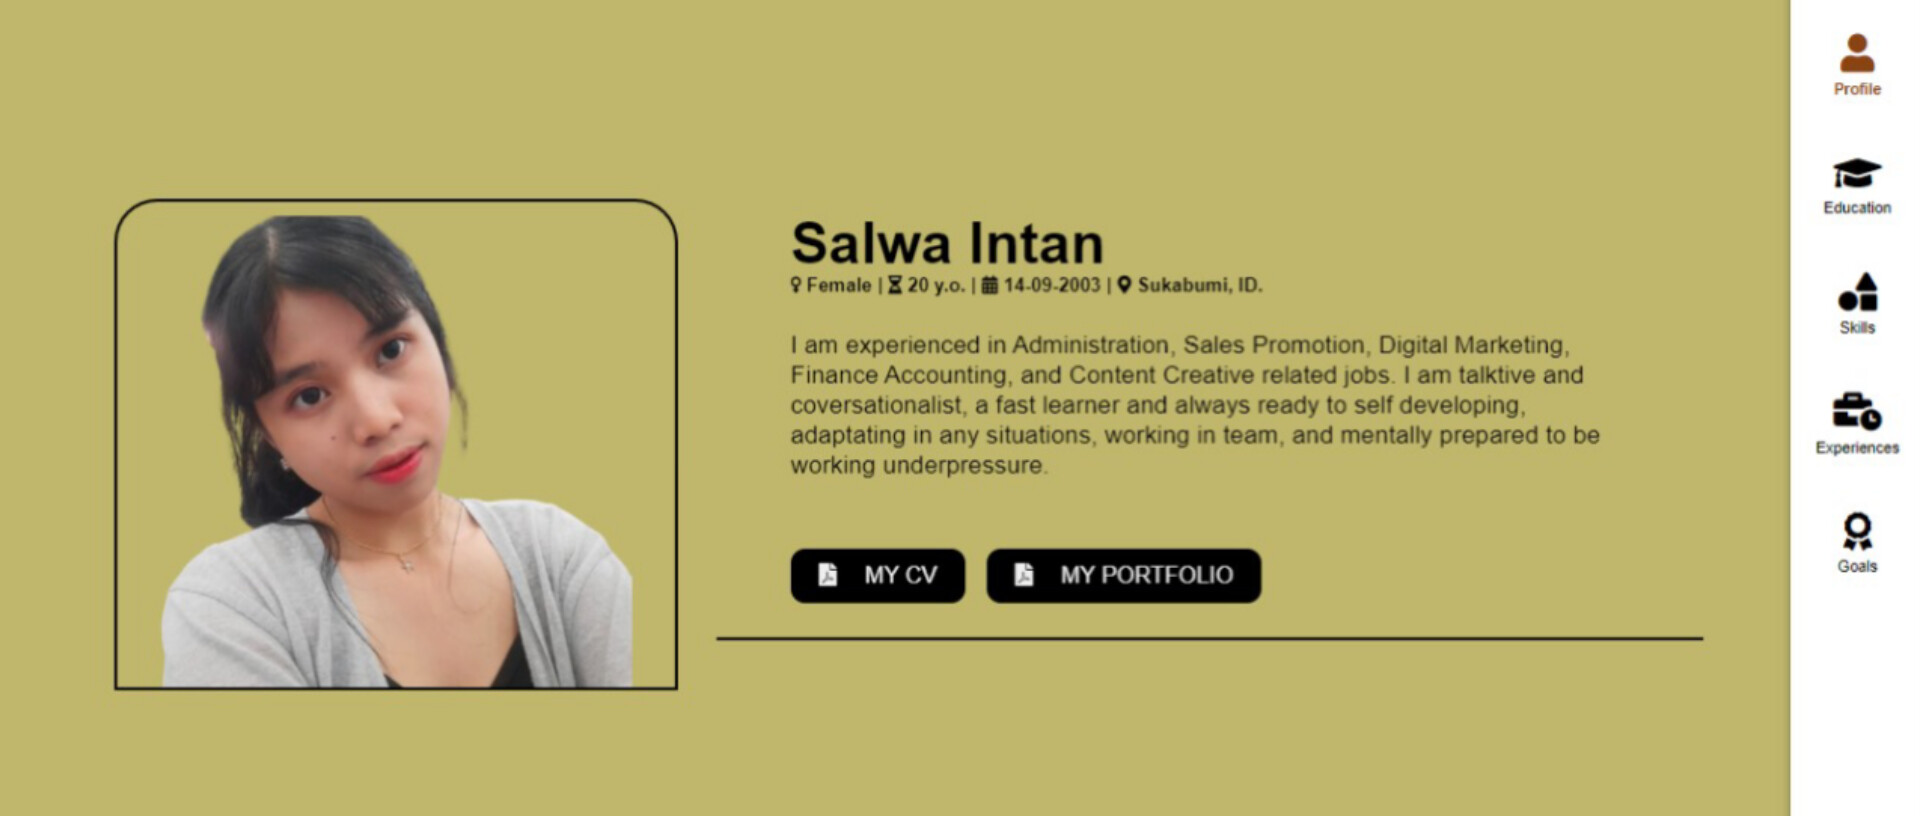 Salwa Intan
Female | 20 y.o. | 14-09-2003 | Sukabumi, ID.
I am experienced in Administration, Sales Promotion, Digital Marketing,
Finance Accounting, and Content Creative related jobs. I am talktive and
coversationalist, a fast learner and always ready to self developing,
adaptating in any situations, working in team, and mentally prepared to be
working underpressure.
MY CV
MY PORTFOLIO
Profile
Education
Skills
Experiences
Goals